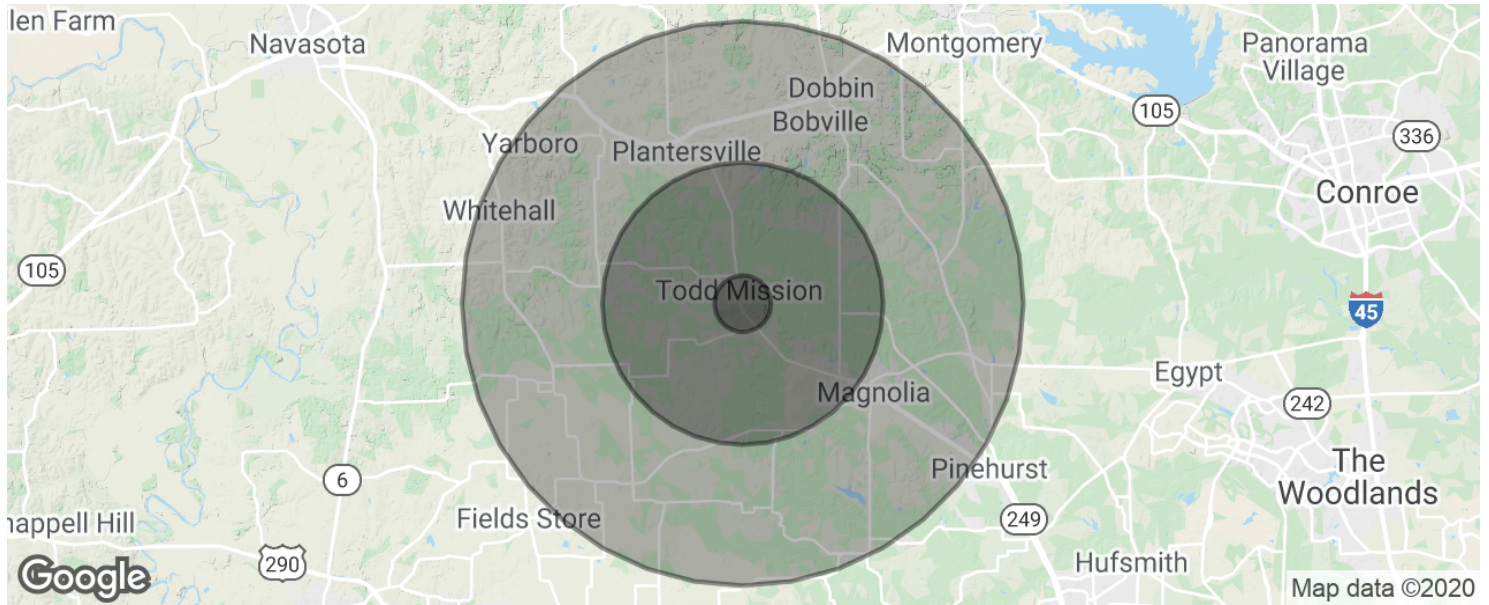 len Farm
Navasota
Montgomery
Panorama
Village
Dobbin
Bobville
105
336
Yarboro
Plantersville
Conroe
Whitehall
105
Todd Mission
45
Egypt
Magnolia
242
Pinehurst
The
Woodlands
6
Fields Store
249
happell Hill
290
Hufsmith
Google
Map data ©2020